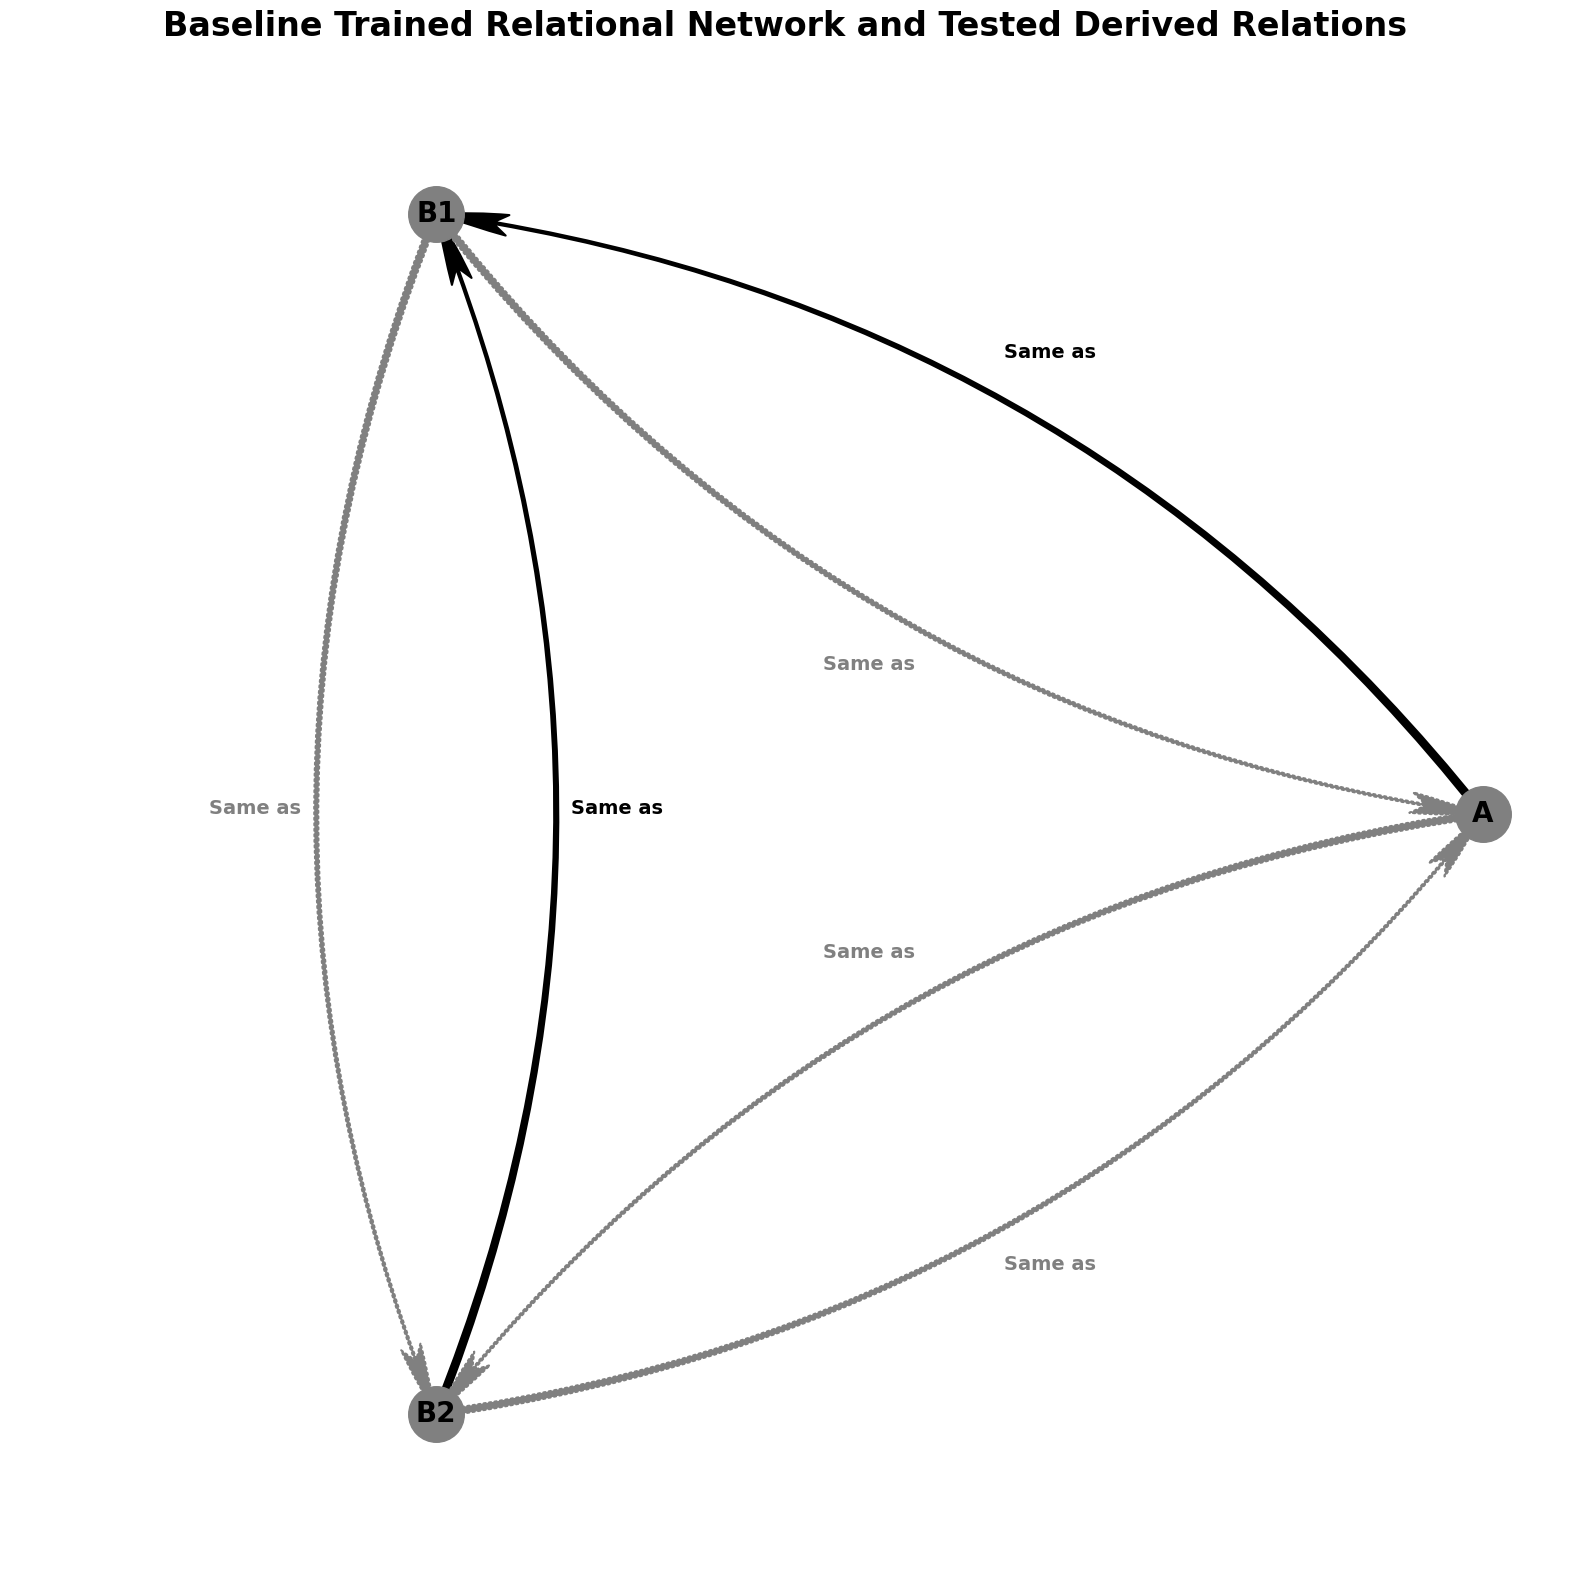 Baseline Trained Relational Network and Tested Derived Relations
B1
Same as
Same as
Same as
Same as
A
Same as
Same as
B2